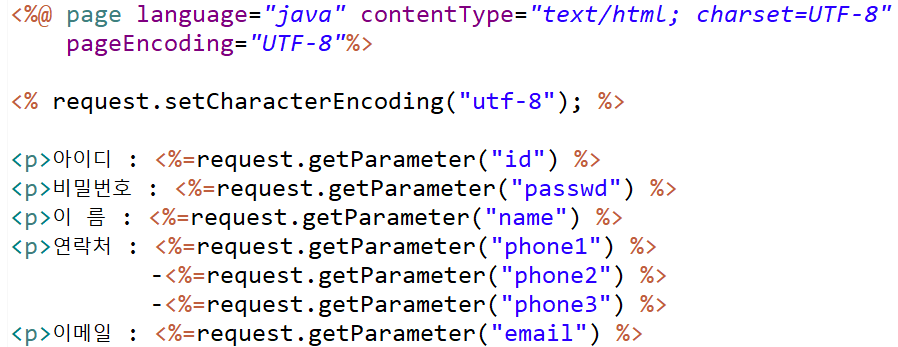 <%@ page language="java" contentType="text/html; charset=UTF-8"
    pageEncoding="UTF-8"%>
<% request.setCharacterEncoding("utf-8"); %>
<p>아이디 : <%=request.getParameter("id") %>
<p>비밀번호 : <%=request.getParameter("passwd") %>
<p>이 름 : <%=request.getParameter("name") %>
<p>연락처 : <%=request.getParameter("phone1") %>
          -<%=request.getParameter("phone2") %>
          -<%=request.getParameter("phone3") %>
<p>이메일 : <%=request.getParameter("email") %>